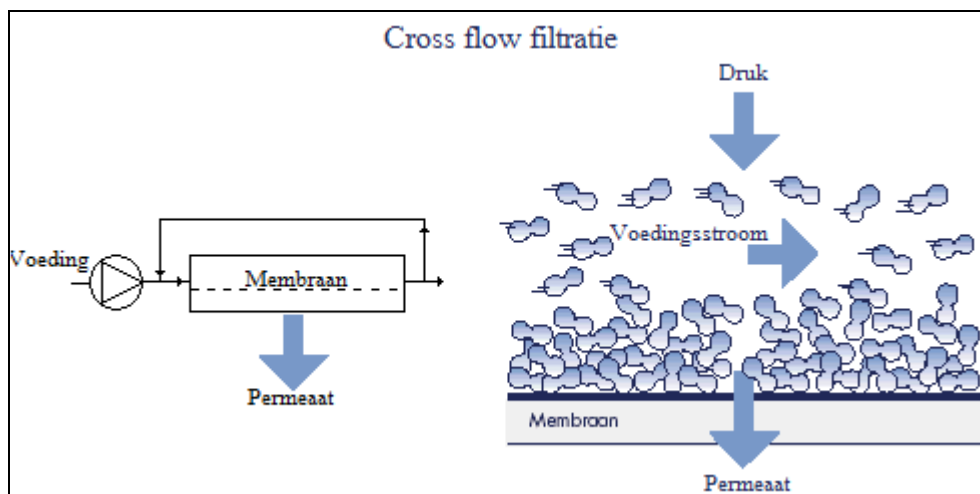 Cross flow filtratie
Voeding
Membraan
Permeaat
Druk
Voedingsstroom
Membraan
Permeaat